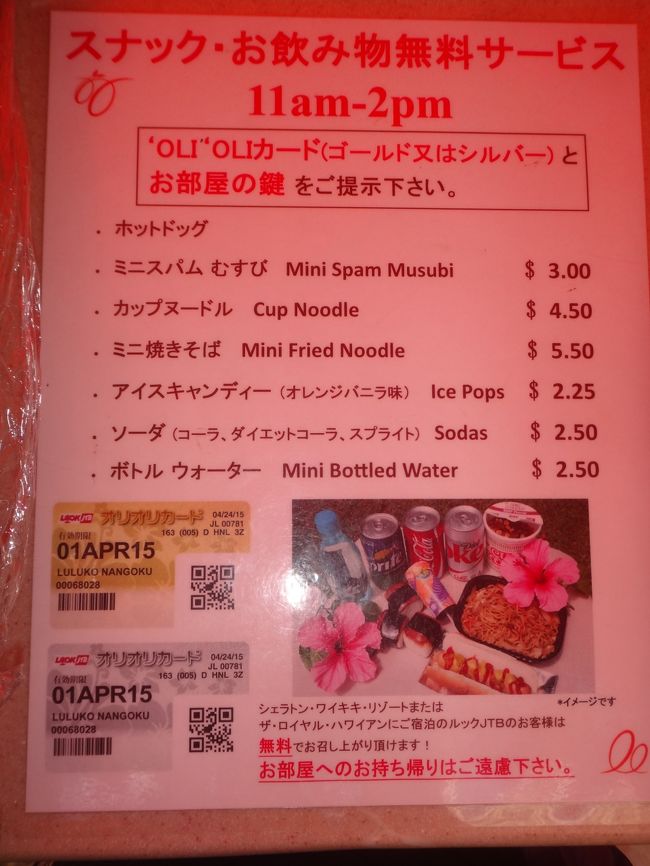 スナック・お飲み物無料サービス
11am-2pm
‘OLI‘OLIカード(ゴールド又はシルバー) と
お部屋の鍵 をご提示下さい。
. ホットドッグ
. ミニスパム むすび Mini Spam Musubi $ 3.00
. カップヌードル Cup Noodle $ 4.50
. ミニ焼きそば Mini Fried Noodle $ 5.50
. アイスキャンディー (オレンジバニラ味) Ice Pops $ 2.25
. ソーダ (コーラ、ダイエットコーラ、スプライト) Sodas $ 2.50
. ボトル ウォーター Mini Bottled Water $ 2.50
LOOK JTB オリオリカード 04/24/15
JL 00781
有効期限 163 (005) D HNL 3Z
01APR15
LULUKO NANGOKU
00068028
LOOK JTB オリオリカード 04/24/15
JL 00781
有効期限 163 (005) D HNL 3Z
01APR15
LULUKO NANGOKU
00068028
Sprite
Coca-Cola
Coke
*イメージです
シェラトン・ワイキキ・リゾートまたは
ザ・ロイヤル・ハワイアンにご宿泊のルックJTBのお客様は
無料でお召し上がり頂けます!
お部屋へのお持ち帰りはご遠慮下さい。